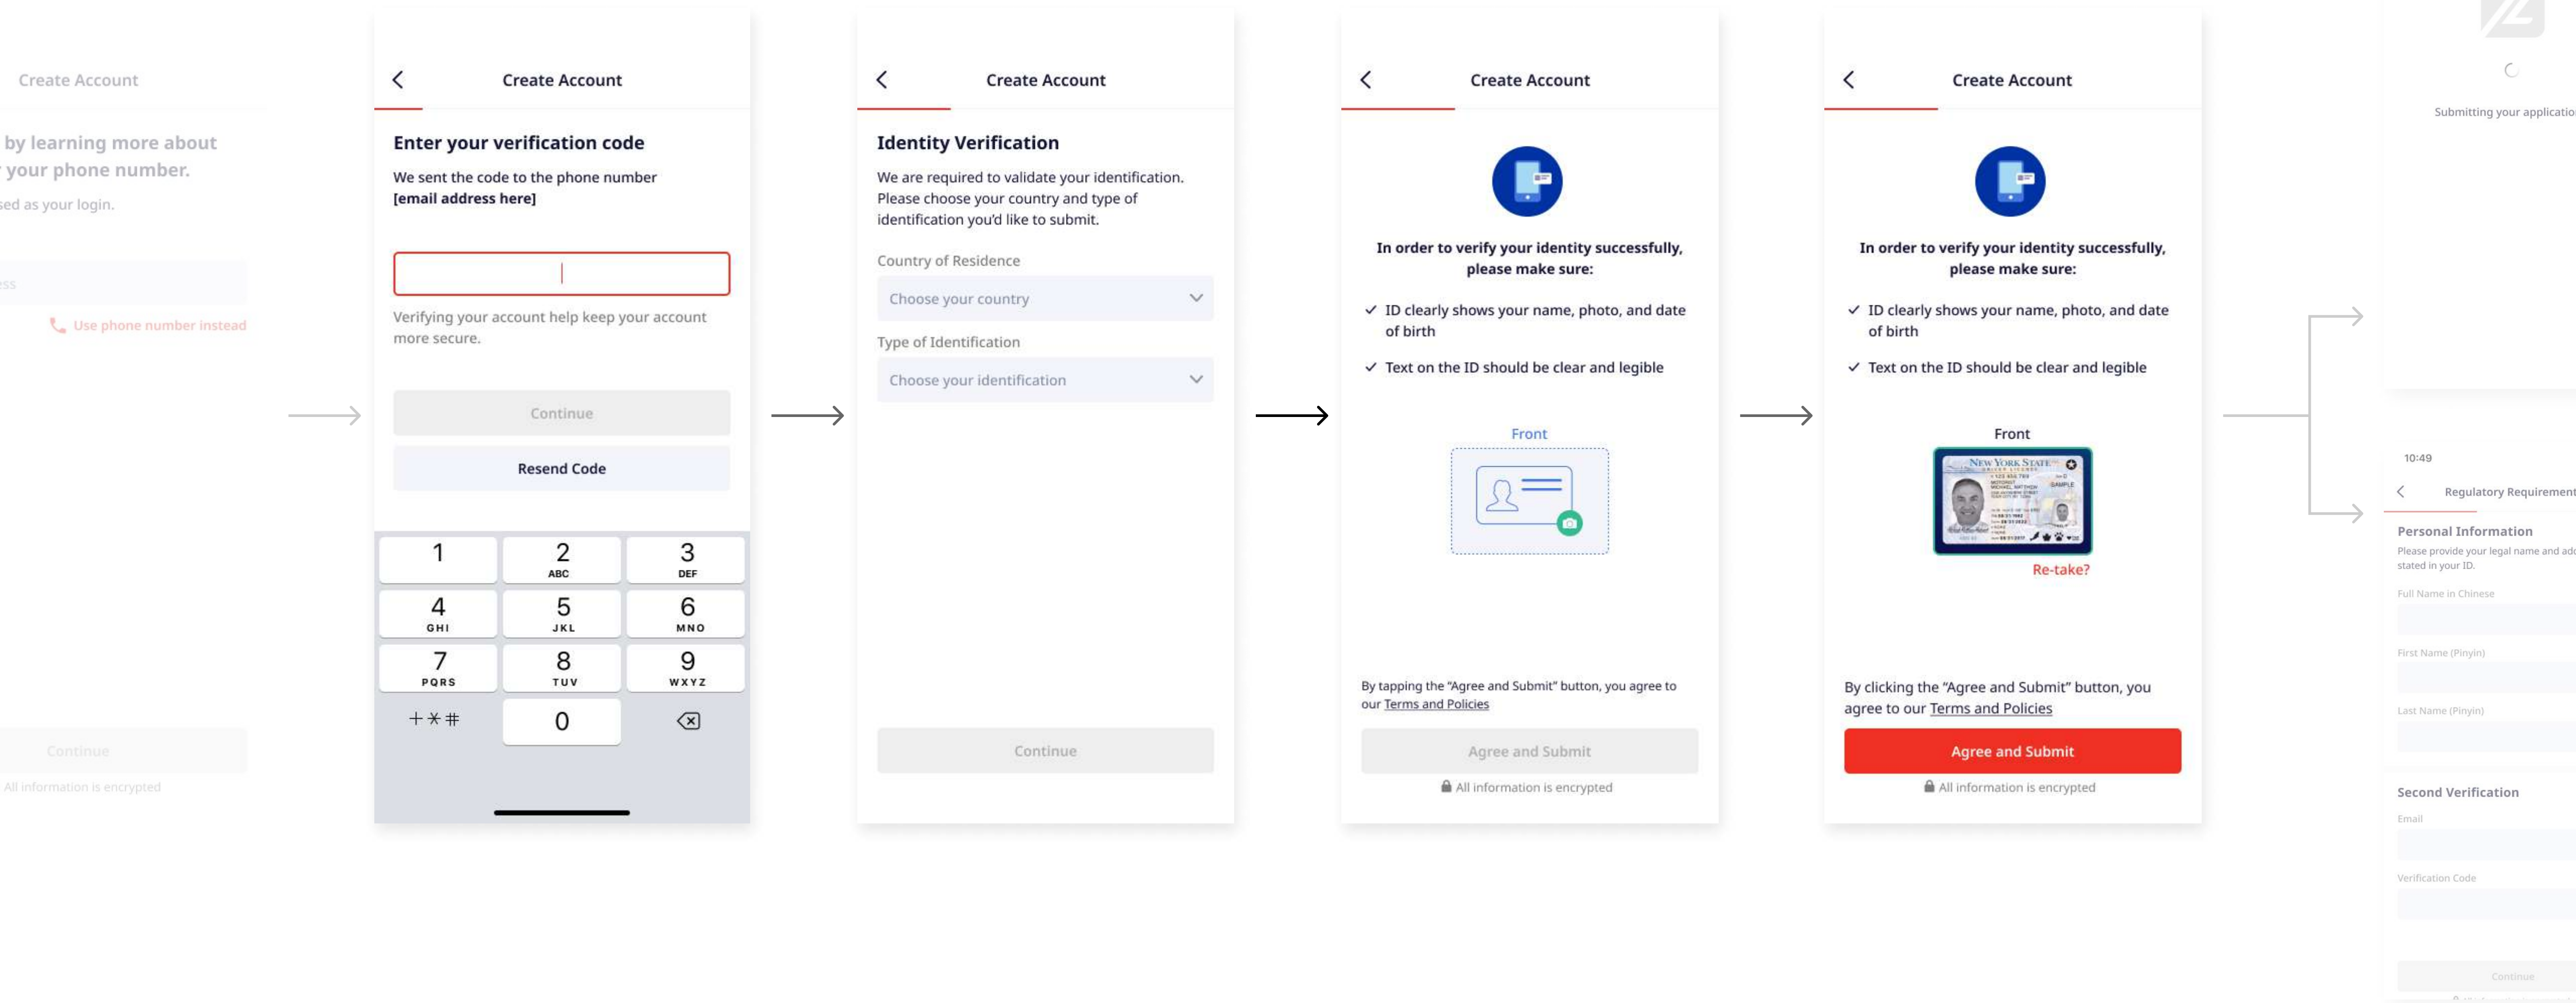 Create Account
by learning more about
your phone number.
sed as your login.
ess
Use phone number instead
Continue
All information is encrypted
Create Account
Enter your verification code
We sent the code to the phone number
[email address here]
Verifying your account help keep your account
more secure.
Continue
Resend Code
1
2
ABC
3
DEF
4
GHI
5
JKL
6
MNO
7
PQRS
8
TUV
9
WXYZ
+*#
0
Create Account
Identity Verification
We are required to validate your identification.
Please choose your country and type of
identification you'd like to submit.
Country of Residence
Choose your country
Type of Identification
Choose your identification
Continue
Create Account
In order to verify your identity successfully,
please make sure:
ID clearly shows your name, photo, and date
of birth
Text on the ID should be clear and legible
Front
By tapping the “Agree and Submit” button, you agree to
our Terms and Policies
Agree and Submit
All information is encrypted
Create Account
In order to verify your identity successfully,
please make sure:
ID clearly shows your name, photo, and date
of birth
Text on the ID should be clear and legible
Front
NEW YORK STATE
DRIVER LICENSE
SAMPLE
MOTORIST
Re-take?
By clicking the “Agree and Submit” button, you
agree to our Terms and Policies
Agree and Submit
All information is encrypted
Submitting your applicatio
10:49
Regulatory Requirement
Personal Information
Please provide your legal name and add
stated in your ID.
Full Name in Chinese
First Name (Pinyin)
Last Name (Pinyin)
Second Verification
Email
Verification Code
Continue